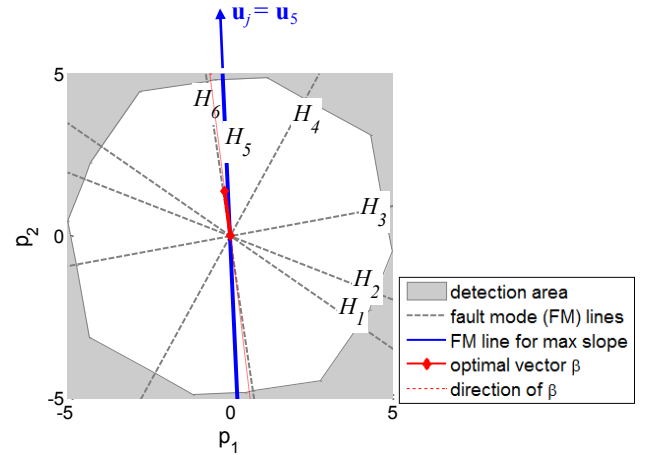 u_j = u_5
5
H_6
H_5
H_4
p_2
0
H_3
H_2
H_1
-5
-5
0
5
p_1
detection area
fault mode (FM) lines
FM line for max slope
optimal vector β
direction of β